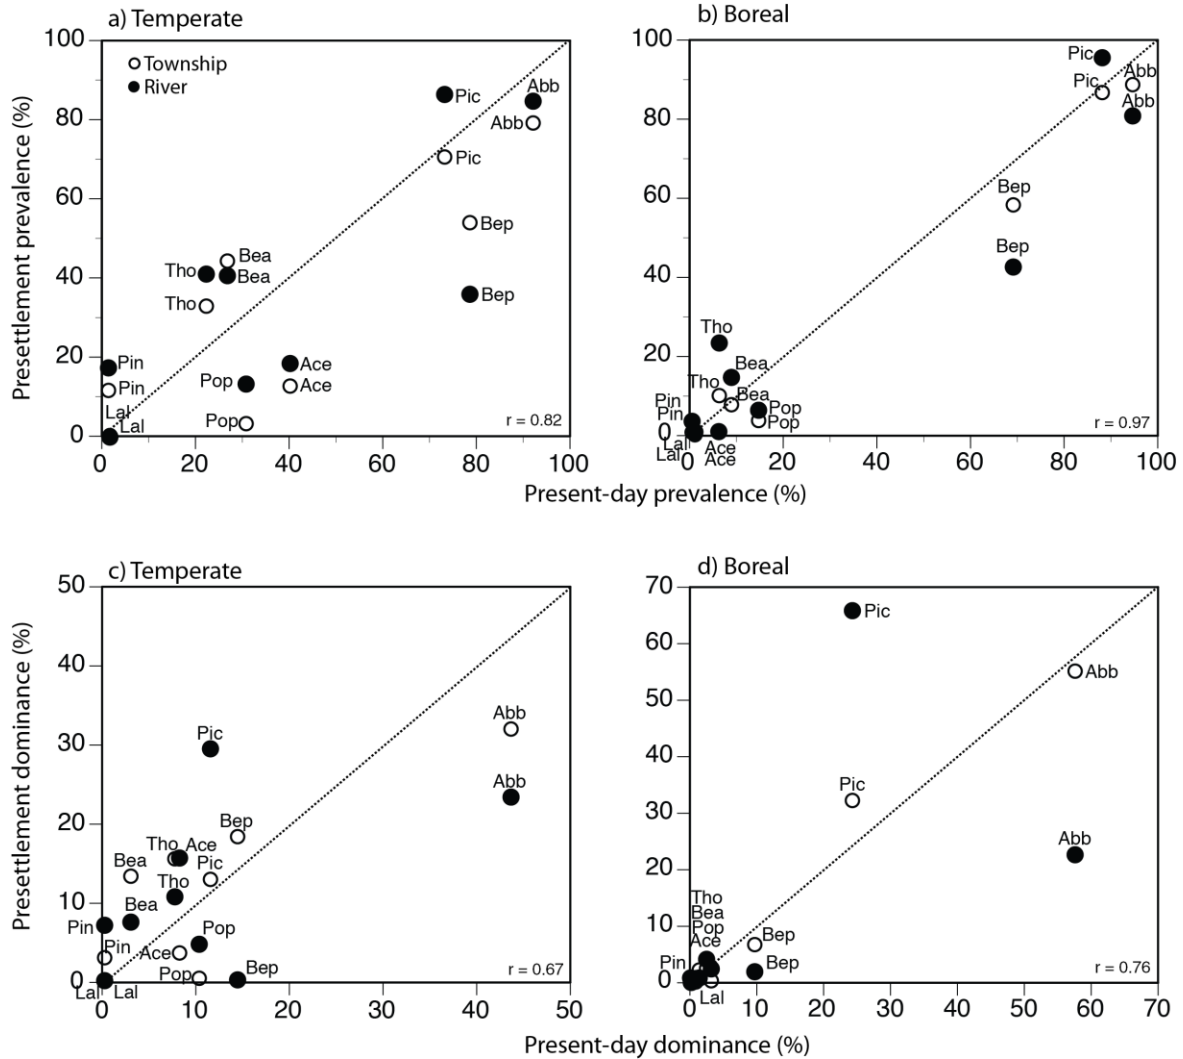 a) Temperate
Township
River
Presettlement prevalence (%)
100
80
60
40
20
0
Abb
Pic
Abb
Pic
Bep
Bea
Tho
Bea
Tho
Bep
Pin
Ace
Pop
Ace
Pin
Lal
Pop
Lal
r = 0.82
0
20
40
60
80
100
b) Boreal
100
80
60
40
20
0
Pic
Abb
Pic
Abb
Bep
Bep
Tho
Bea
Tho
Bea
Pin
Pop
Pin
Pop
Lal
Ace
Lal
Ace
r = 0.97
0
20
40
60
80
100
Present-day prevalence (%)
c) Temperate
Presettlement dominance (%)
50
40
30
20
10
0
Abb
Pic
Abb
Bep
Tho
Ace
Bea
Pic
Tho
Bea
Pin
Pop
Pin
Ace
Bep
Pop
Lal
Lal
r = 0.67
0
10
20
30
40
50
d) Boreal
70
60
50
40
30
20
10
0
Pic
Abb
Pic
Abb
Tho
Bea
Pop
Ace
Bep
Pin
Bep
Lal
r = 0.76
0
10
20
30
40
50
60
70
Present-day dominance (%)